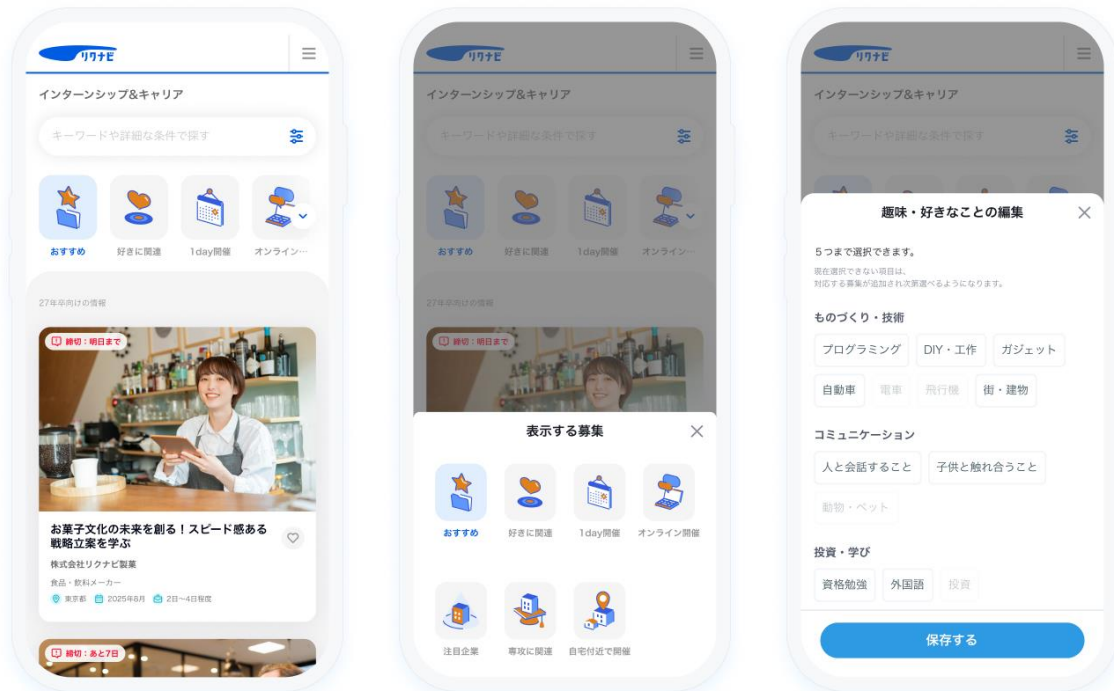 リクナビ
インターンシップ&キャリア
キーワードや詳細な条件で探す
おすすめ
好きに関連
1day開催
オンライン…
27年卒向けの情報
締切：明日まで
お菓子文化の未来を創る！スピード感ある
戦略立案を学ぶ
株式会社リクナビ製菓
食品・飲料メーカー
東京都 2025年8月 2日〜4日程度
締切：あと7日
リクナビ
インターンシップ&キャリア
キーワードや詳細な条件で探す
おすすめ
好きに関連
1day開催
オンライン…
27年卒向けの情報
締切：明日まで
表示する募集
おすすめ
好きに関連
1day開催
オンライン開催
注目企業
専攻に関連
自宅付近で開催
リクナビ
インターンシップ&キャリア
キーワードや詳細な条件で探す
趣味・好きなことの編集
5つまで選択できます。
現在選択できない項目は、
対応する募集が追加され次第選べるようになります。
ものづくり・技術
プログラミング DIY・工作 ガジェット
自動車 電車 飛行機 街・建物
コミュニケーション
人と会話すること 子供と触れ合うこと
動物・ペット
投資・学び
資格勉強 外国語 投資
保存する